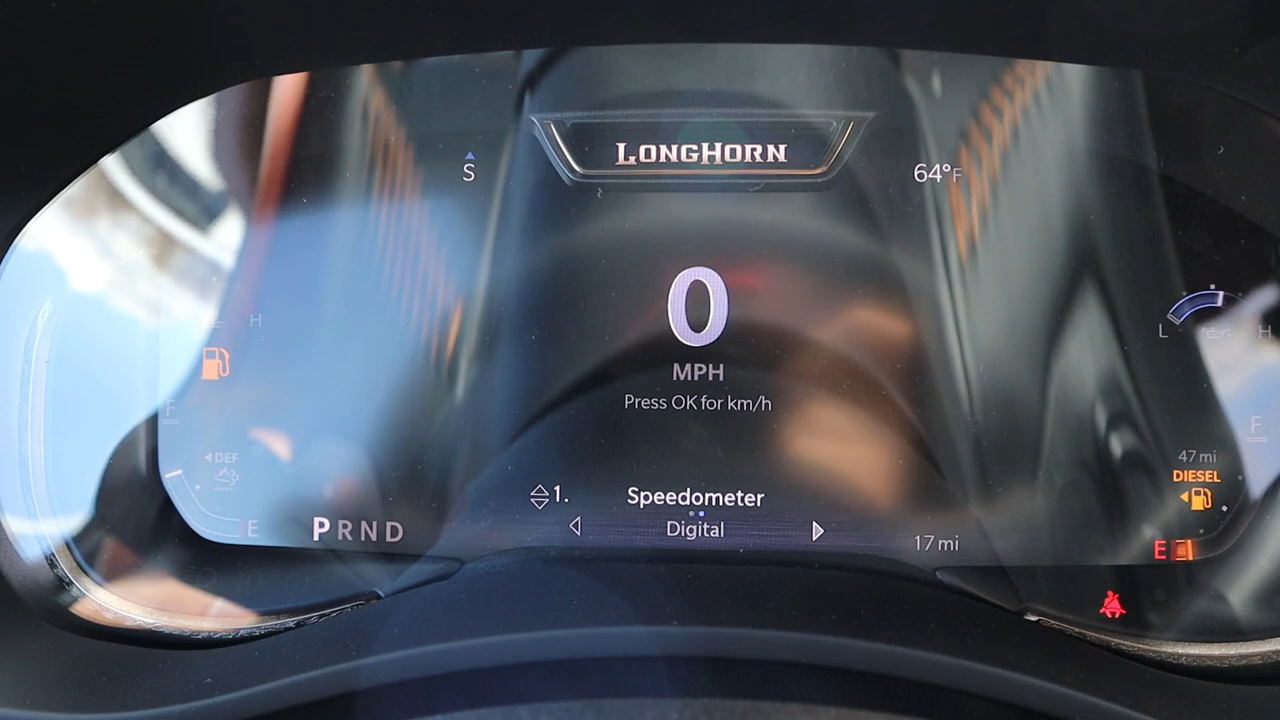 LONGHORN
S
64°F
0
MPH
Press OK for km/h
H
F
DEF
E
L
H
F
47 mi
DIESEL
E
1.
Speedometer
Digital
PRND
17 mi